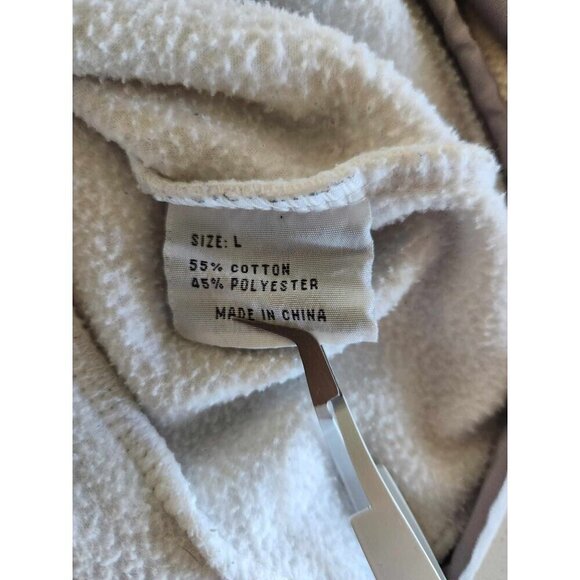 SIZE: L
55% COTTON
45% POLYESTER
MADE IN CHINA